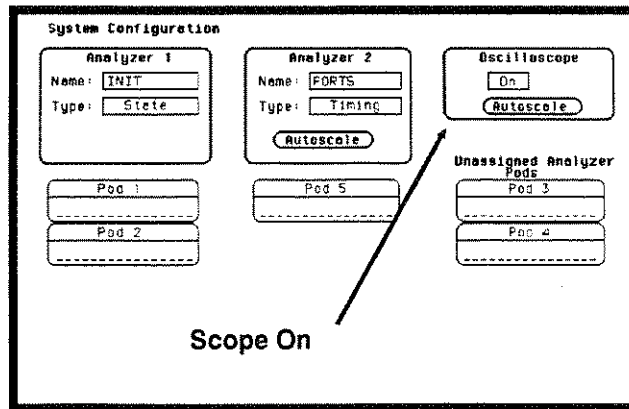 System Configuration
Analyzer 1
Name: INIT
Type: State
Analyzer 2
Name: PORTS
Type: Timing
Autoscale
Oscilloscope
On
Autoscale
Unassigned Analyzer
Pods
Pod 1
Pod 2
Pod 5
Pod 3
Pod 4
Scope On